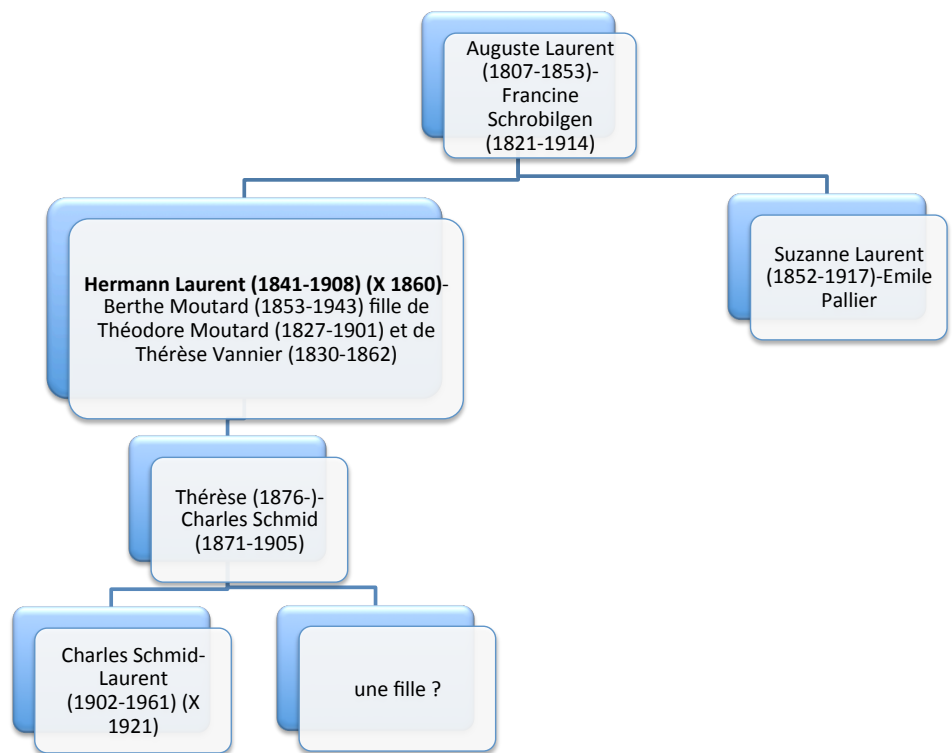 Auguste Laurent
(1807-1853)-
Francine
Schrobilgen
(1821-1914)
Hermann Laurent (1841-1908) (X 1860)-
Berthe Moutard (1853-1943) fille de
Théodore Moutard (1827-1901) et de
Thérèse Vannier (1830-1862)
Suzanne Laurent
(1852-1917)-Emile
Pallier
Thérèse (1876-)-
Charles Schmid
(1871-1905)
Charles Schmid-
Laurent
(1902-1961) (X
1921)
une fille ?